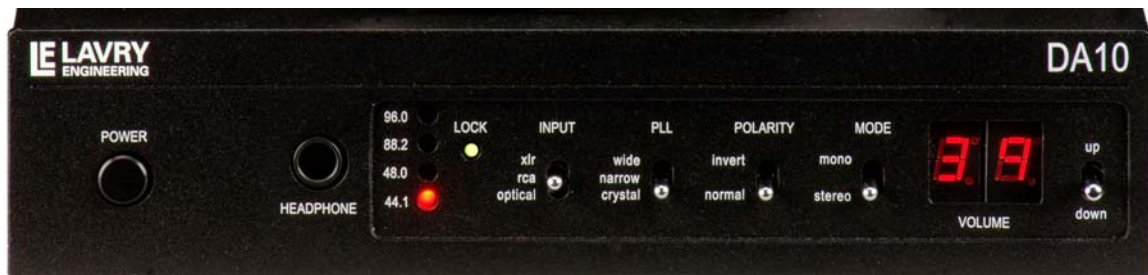 LE LAVRY
ENGINEERING
DA10
POWER
HEADPHONE
96.0
88.2
48.0
44.1
LOCK
INPUT
xlr
rca
optical
PLL
wide
narrow
crystal
POLARITY
invert
normal
MODE
mono
stereo
39
VOLUME
up
down